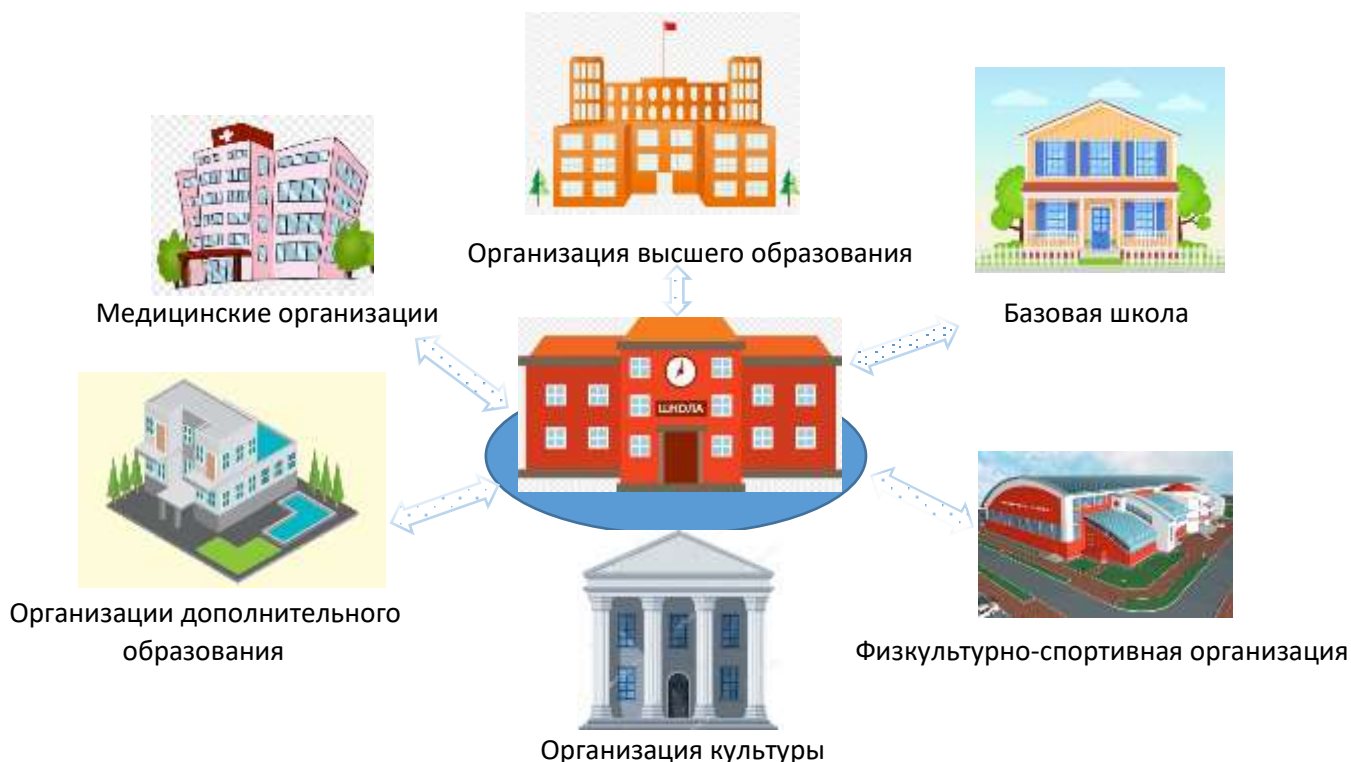 Организация высшего образования
Медицинские организации
Базовая школа
ШКОЛА
Организации дополнительного
образования
Физкультурно-спортивная организация
Организация культуры